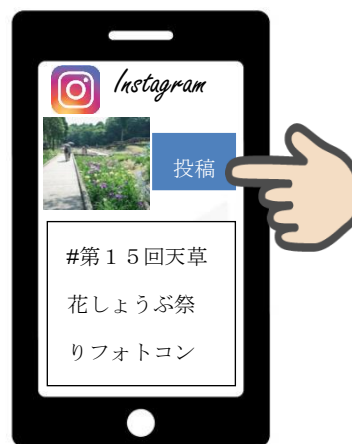 Instagram
投稿
#第１５回天草
花しょうぶ祭
りフォトコン